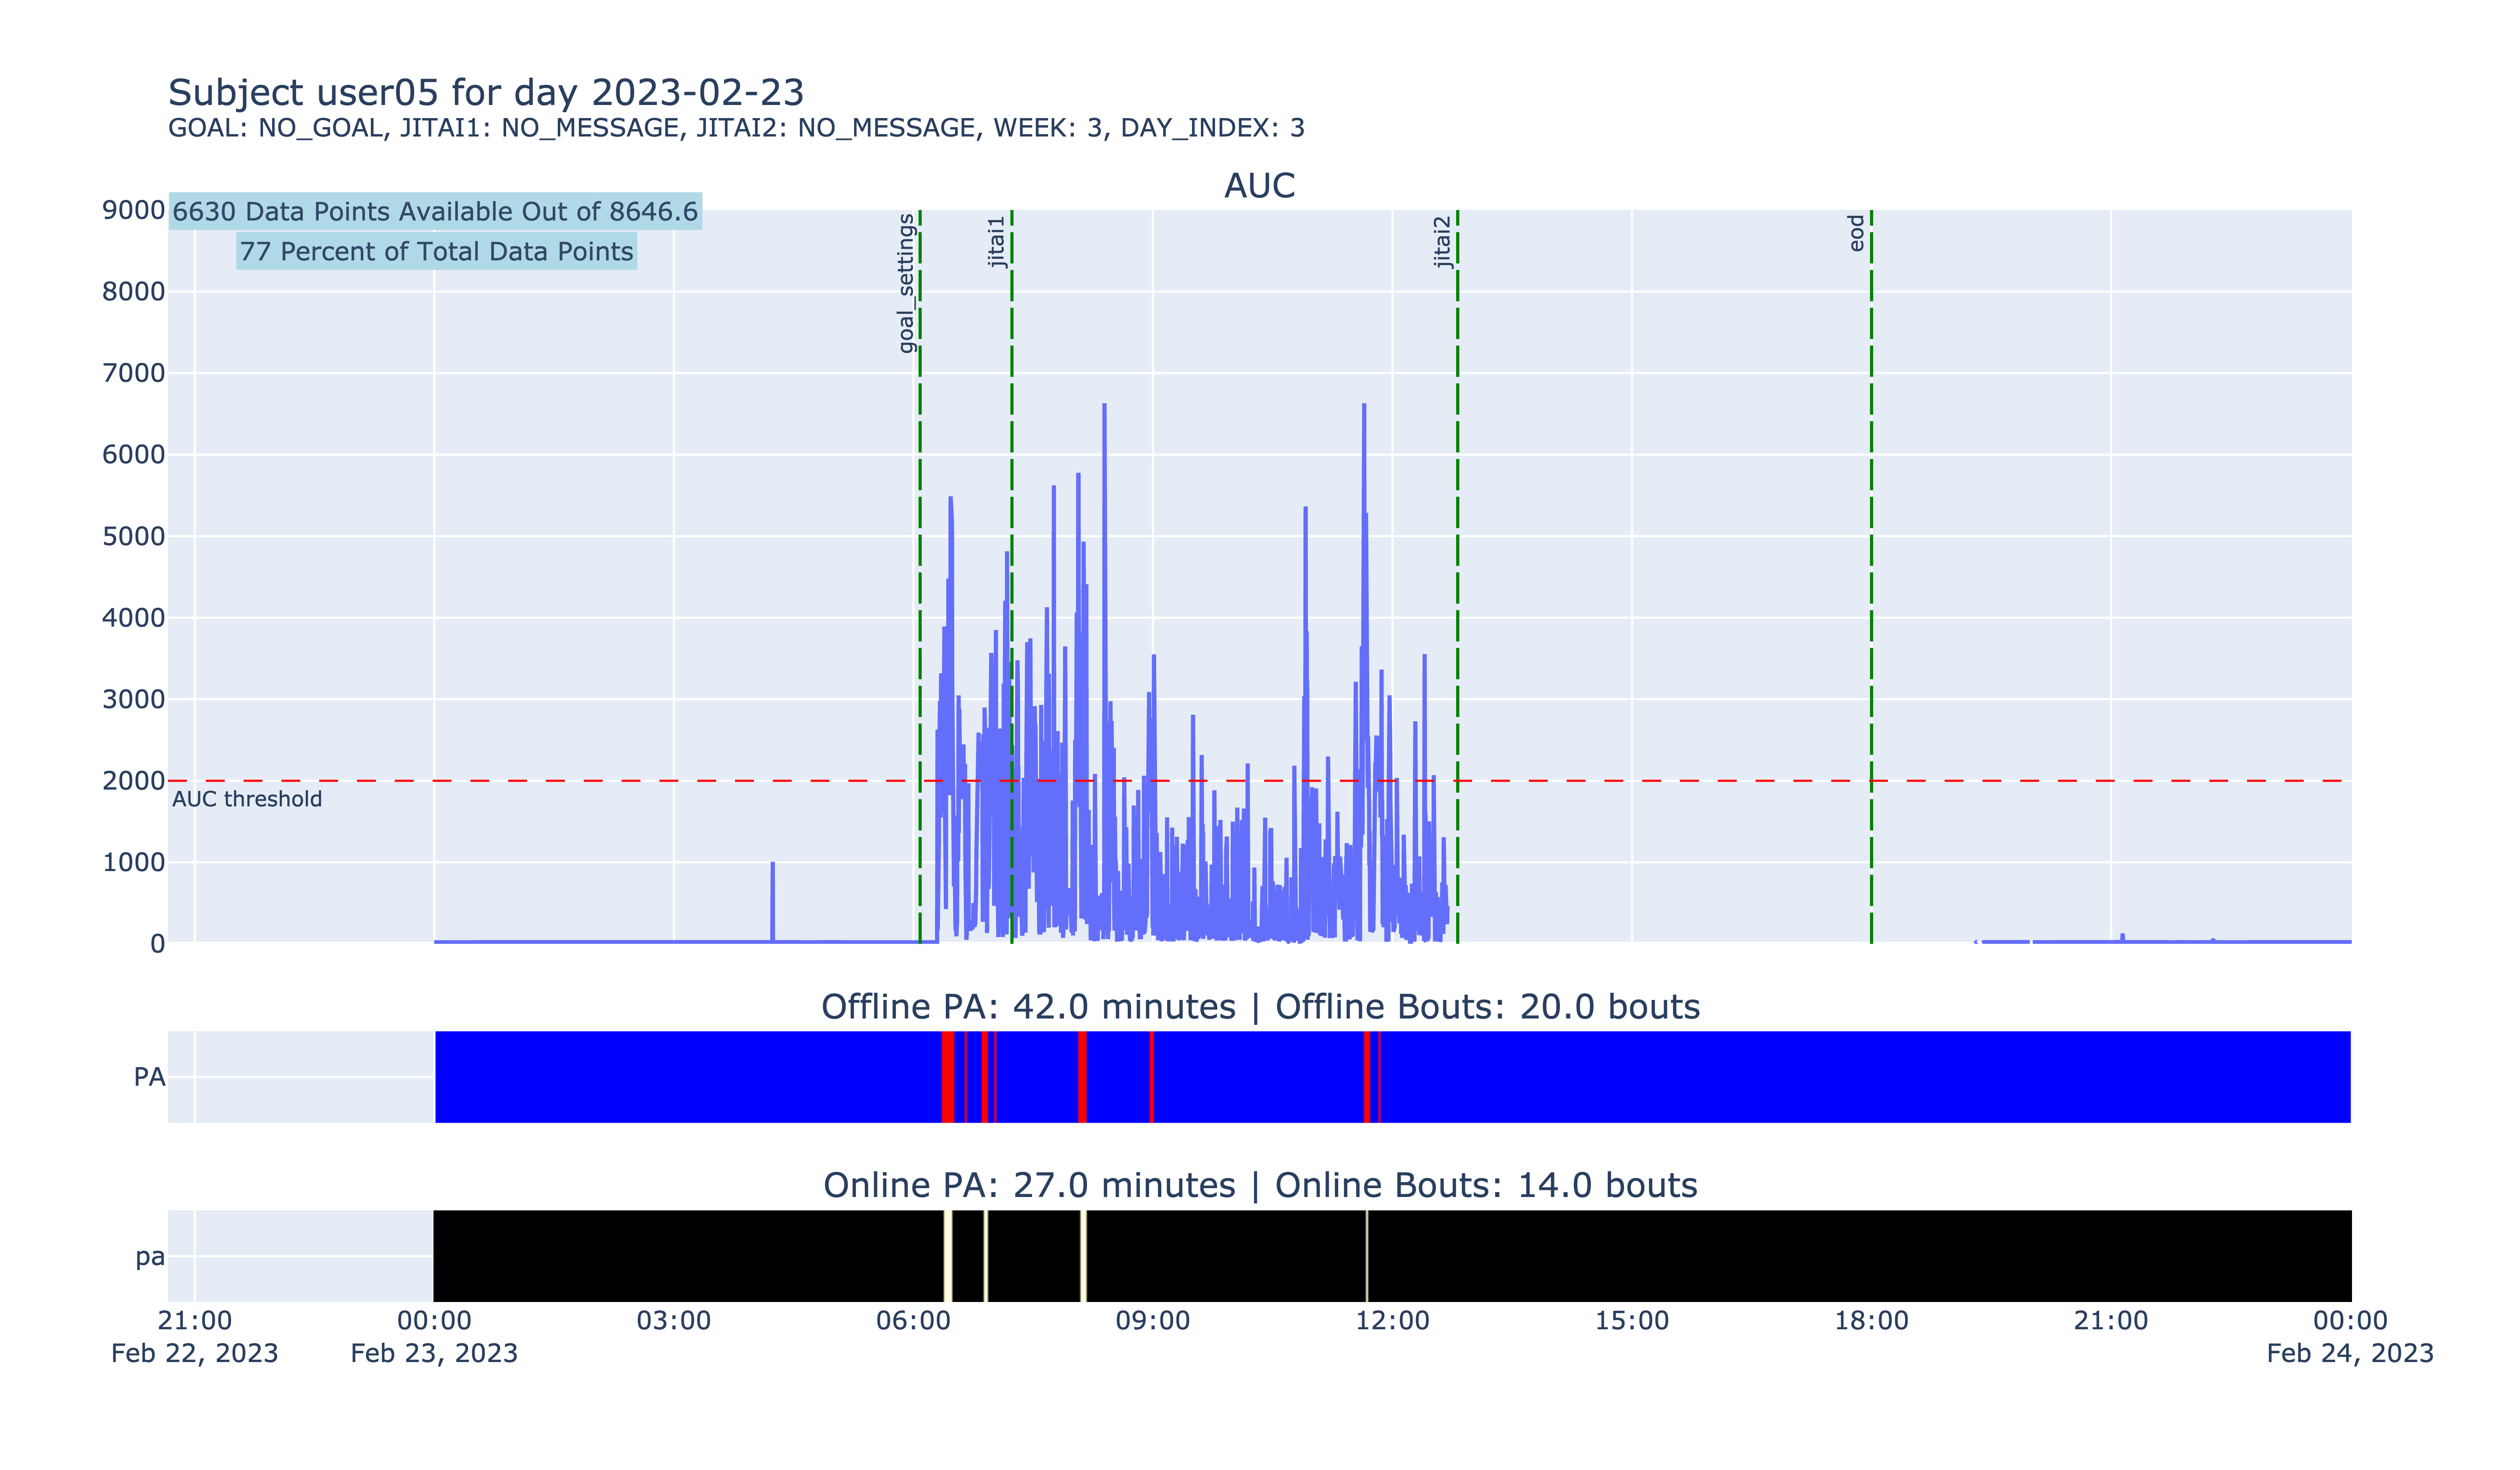 Subject user05 for day 2023-02-23
GOAL: NO_GOAL, JITAI1: NO_MESSAGE, JITAI2: NO_MESSAGE, WEEK: 3, DAY_INDEX: 3
AUC
6630 Data Points Available Out of 8646.6
77 Percent of Total Data Points
9000
8000
7000
6000
5000
4000
3000
2000
1000
0
goal_settings
jitai1
jitai2
eod
AUC threshold
Offline PA: 42.0 minutes | Offline Bouts: 20.0 bouts
PA
Online PA: 27.0 minutes | Online Bouts: 14.0 bouts
pa
21:00 00:00 03:00 06:00 09:00 12:00 15:00 18:00 21:00 00:00
Feb 22, 2023 Feb 23, 2023 Feb 24, 2023